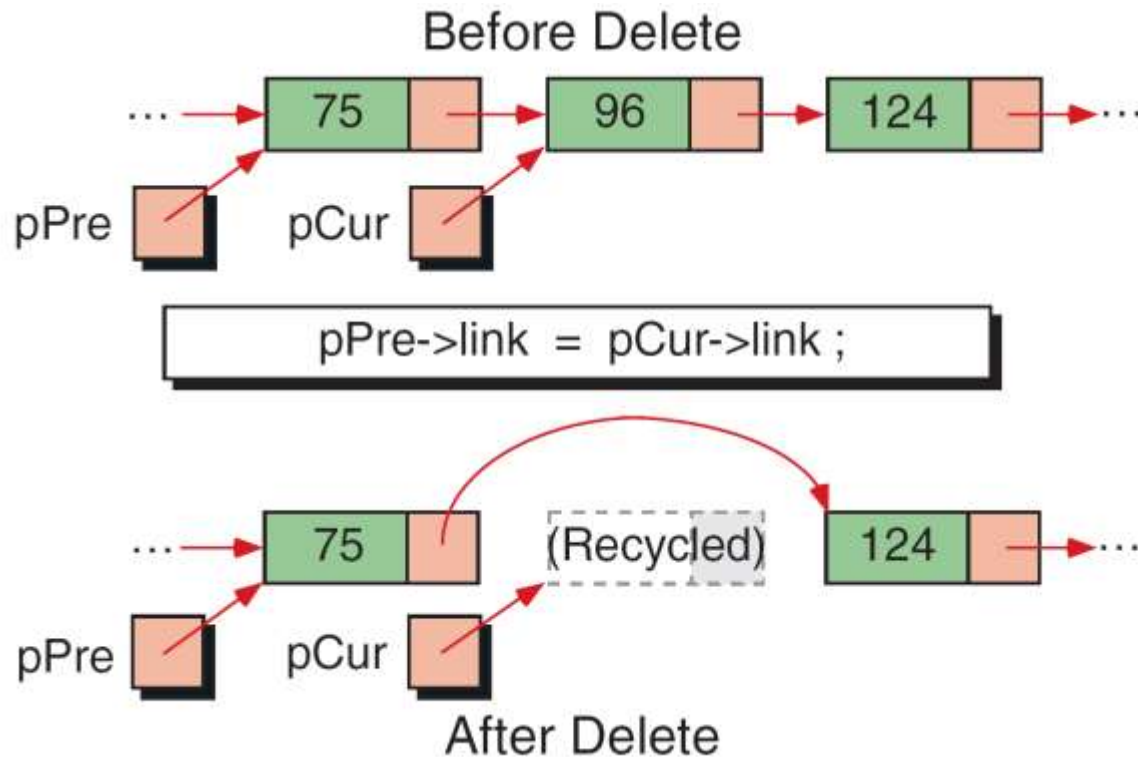 Before Delete
... 75 96 124 ...
pPre pCur
pPre->link = pCur->link ;
... 75 (Recycled) 124 ...
pPre pCur
After Delete